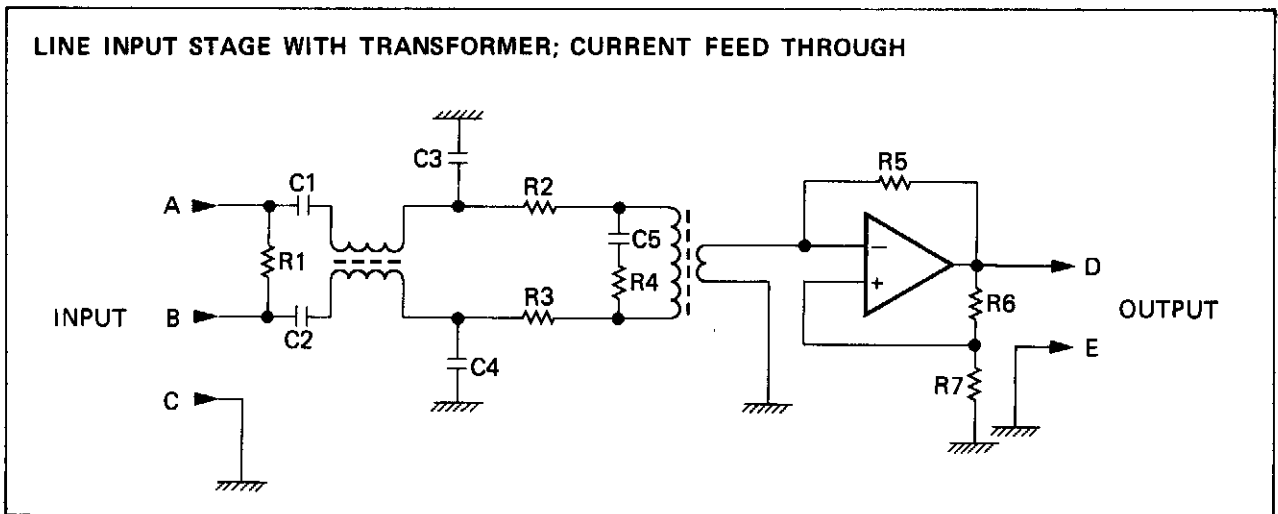 LINE INPUT STAGE WITH TRANSFORMER; CURRENT FEED THROUGH
C3
R5
C1
R2
A
C5
R1
−
D
R4
+
R6
R3
INPUT
B
OUTPUT
C2
E
C4
R7
C